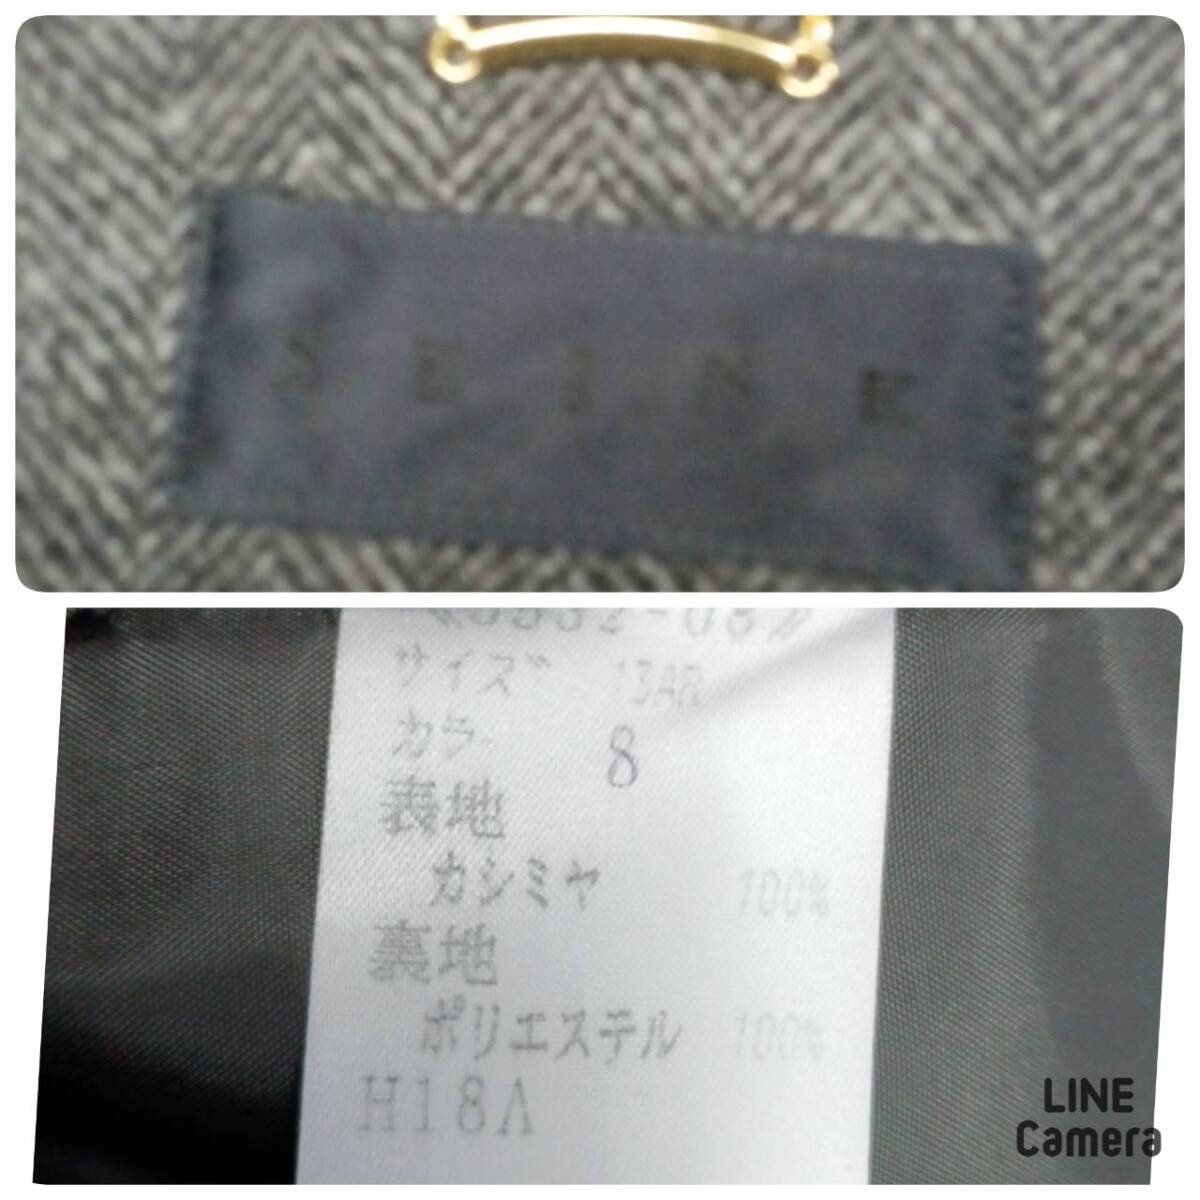 サイズ 13AR
カラー 8
表地
カシミヤ 100%
裏地
ポリエステル 100%
H18A
LINE
Camera